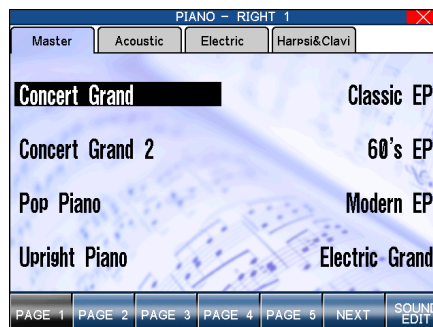 PIANO - RIGHT 1
Master Acoustic Electric Harpsi&Clavi
Concert Grand Classic EP
Concert Grand 2 60's EP
Pop Piano Modern EP
Upright Piano Electric Grand
PAGE 1 PAGE 2 PAGE 3 PAGE 4 PAGE 5 NEXT SOUND EDIT